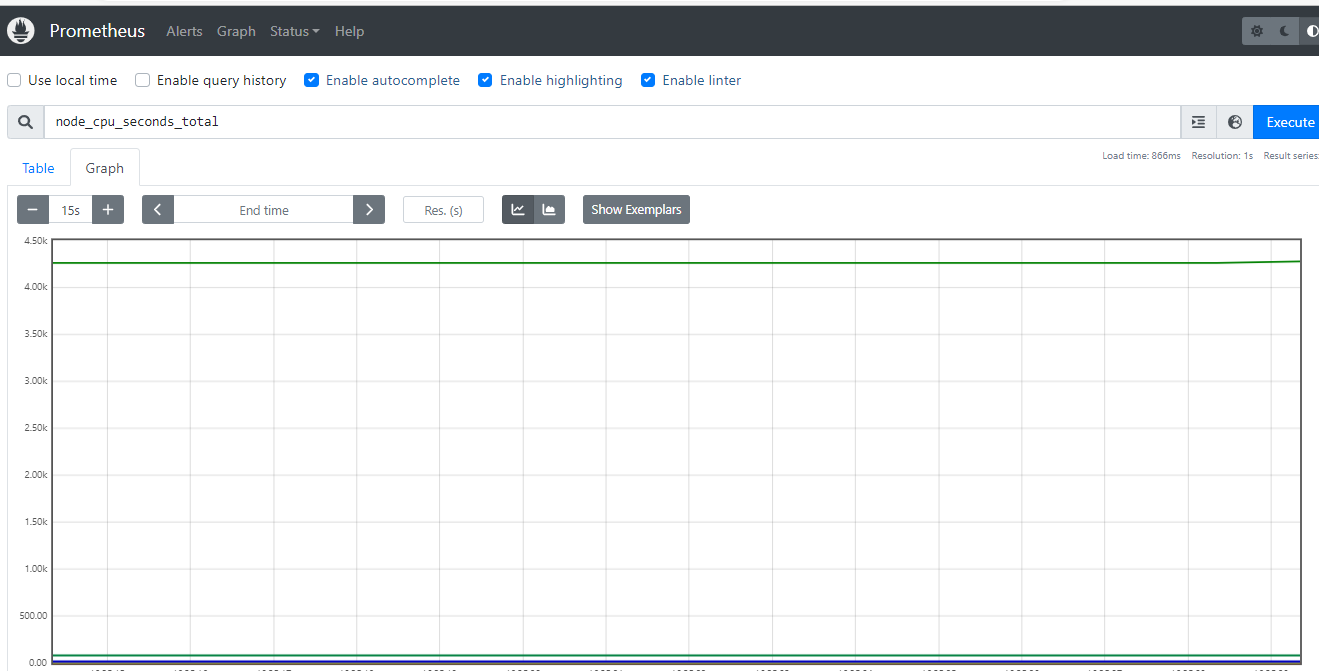 Prometheus Alerts Graph Status Help
Use local time Enable query history Enable autocomplete Enable highlighting Enable linter
node_cpu_seconds_total Execute
Load time: 866ms Resolution: 1s Result series:
Table Graph
15s End time Res. (s) Show Exemplars
4.50k
4.00k
3.50k
3.00k
2.50k
2.00k
1.50k
1.00k
500.00
0.00